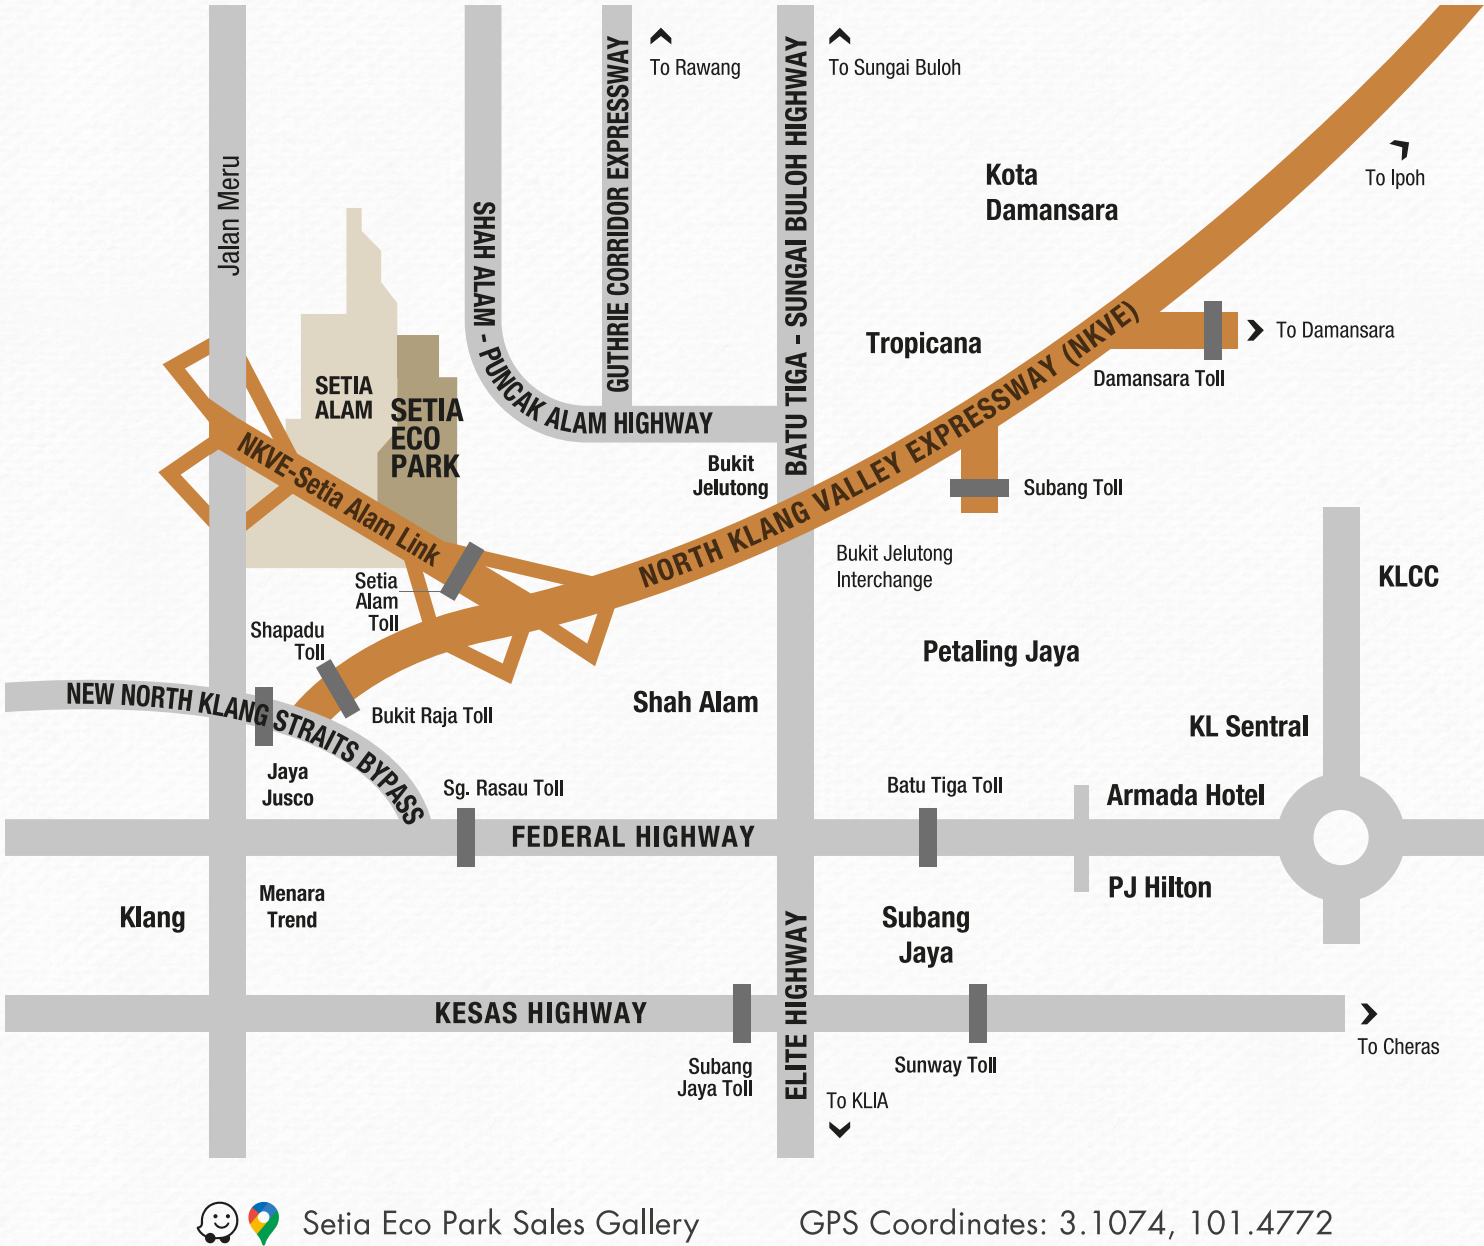 To Rawang
To Sungai Buloh
Jalan Meru
SHAH ALAM - PUNCAK ALAM HIGHWAY
GUTHRIE CORRIDOR EXPRESSWAY
BATU TIGA - SUNGAI BULOH HIGHWAY
Kota
Damansara
To Ipoh
Tropicana
To Damansara
Damansara Toll
SETIA
ALAM
SETIA
ECO
PARK
NKVE-Setia Alam Link
Bukit
Jelutong
NORTH KLANG VALLEY EXPRESSWAY (NKVE)
Subang Toll
Bukit Jelutong
Interchange
KLCC
Setia
Alam
Toll
Shapadu
Toll
Petaling Jaya
NEW NORTH KLANG STRAITS BYPASS
Bukit Raja Toll
Shah Alam
KL Sentral
Jaya
Jusco
Sg. Rasau Toll
Batu Tiga Toll
Armada Hotel
FEDERAL HIGHWAY
Klang
Menara
Trend
PJ Hilton
Subang
Jaya
ELITE HIGHWAY
KESAS HIGHWAY
To Cheras
Subang
Jaya Toll
Sunway Toll
To KLIA
Setia Eco Park Sales Gallery
GPS Coordinates: 3.1074, 101.4772